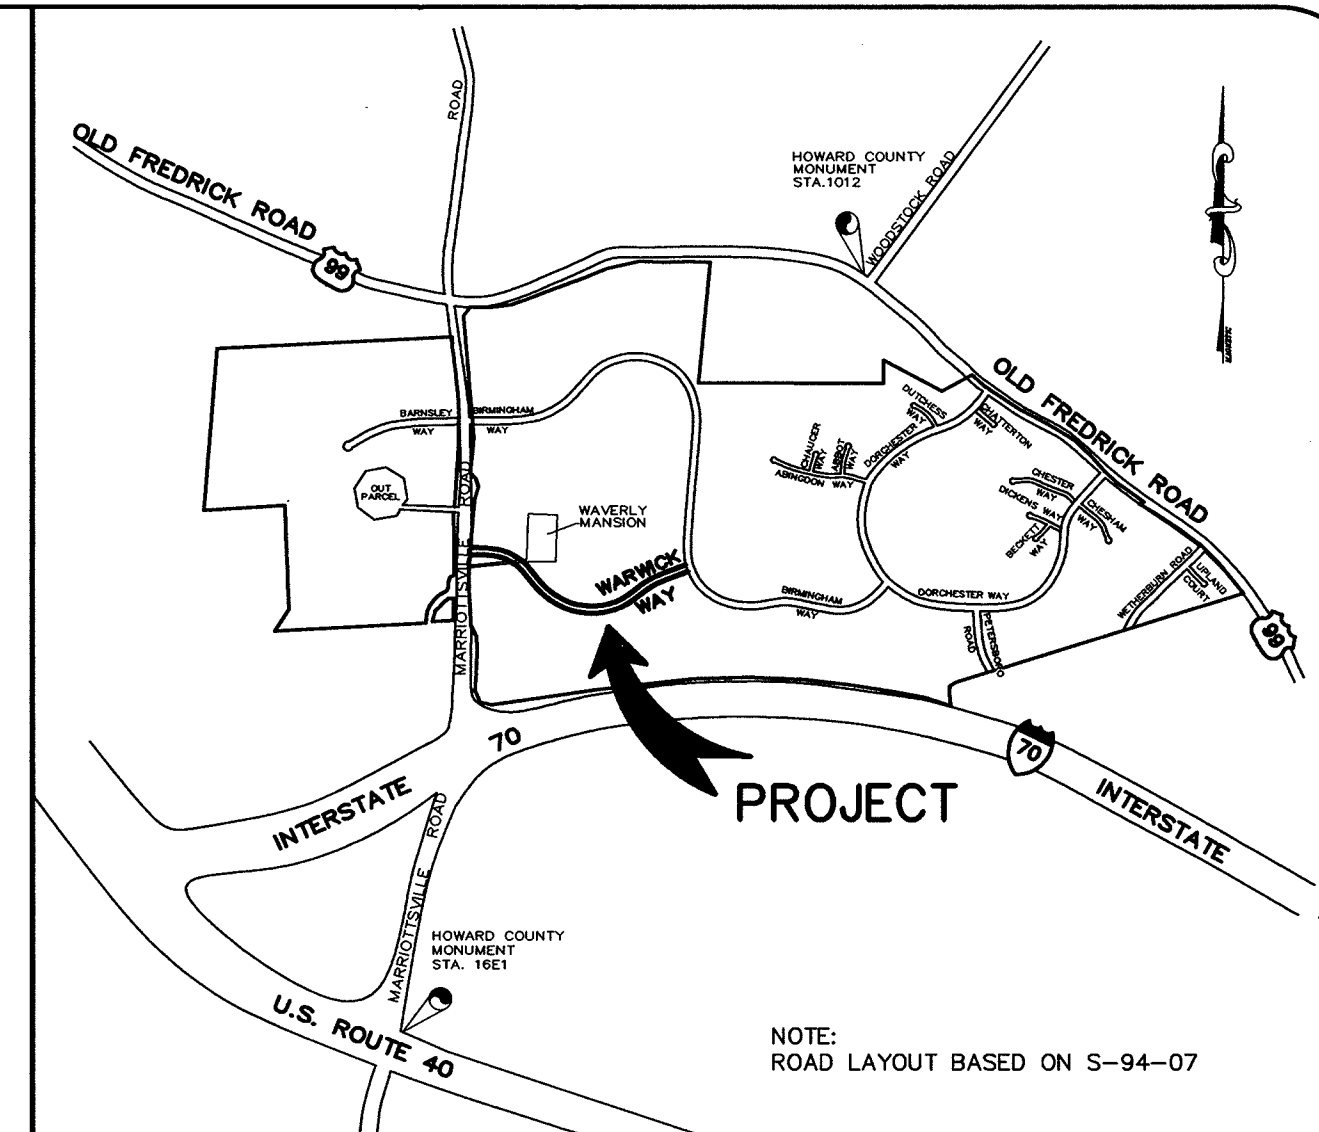 ROAD
OLD FREDRICK ROAD
99
HOWARD COUNTY
MONUMENT
STA.1012
WOODSTOCK ROAD
BARNSLEY
WAY
BIRMINGHAM
WAY
OUT
PARCEL
MARRIOTTSVILLE ROAD
WAVERLY
MANSION
WARWICK
WAY
DUTCHESS
WAY
CHATTERTON
WAY
DORCHESTER
WAY
CHAUCER
WAY
ABBOT
WAY
ABINGDON WAY
OLD FREDRICK ROAD
CHESTER
WAY
DICKENS WAY
CHESHAM
WAY
BECKETT
WAY
WETHERBURN ROAD
UPLAND
COURT
BIRMINGHAM
WAY
DORCHESTER WAY
PETERSBORO
ROAD
99
70
INTERSTATE
70
INTERSTATE
PROJECT
MARRIOTTSVILLE ROAD
HOWARD COUNTY
MONUMENT
STA. 16E1
U.S. ROUTE 40
NOTE:
ROAD LAYOUT BASED ON S-94-07